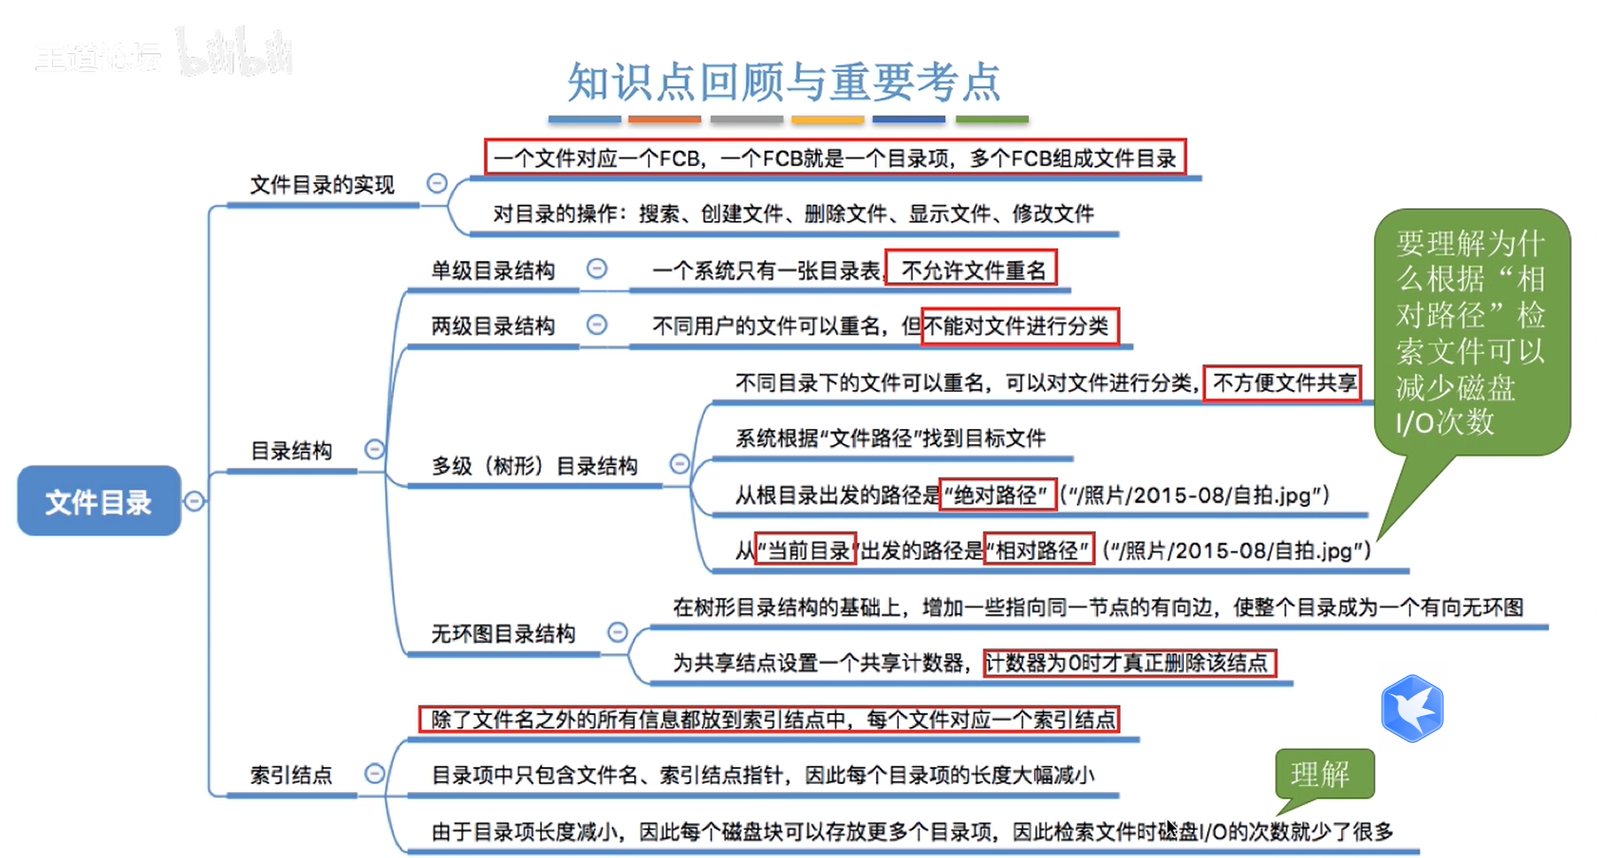 王道论坛 bilibili
知识点回顾与重要考点
一个文件对应一个FCB，一个FCB就是一个目录项，多个FCB组成文件目录
文件目录的实现
对目录的操作：搜索、创建文件、删除文件、显示文件、修改文件
单级目录结构
一个系统只有一张目录表，不允许文件重名
两级目录结构
不同用户的文件可以重名，但不能对文件进行分类
不同目录下的文件可以重名，可以对文件进行分类，不方便文件共享
目录结构
系统根据“文件路径”找到目标文件
多级（树形）目录结构
从根目录出发的路径是“绝对路径”（“/照片/2015-08/自拍.jpg”）
从“当前目录”出发的路径是“相对路径”（“/照片/2015-08/自拍.jpg”）
要理解为什
么根据“相
对路径”检
索文件可以
减少磁盘
I/O次数
文件目录
在树形目录结构的基础上，增加一些指向同一节点的有向边，使整个目录成为一个有向无环图
无环图目录结构
为共享结点设置一个共享计数器，计数器为0时才真正删除该结点
除了文件名之外的所有信息都放到索引结点中，每个文件对应一个索引结点
索引结点
目录项中只包含文件名、索引结点指针，因此每个目录项的长度大幅减小
理解
由于目录项长度减小，因此每个磁盘块可以存放更多个目录项，因此检索文件时磁盘I/O的次数就少了很多